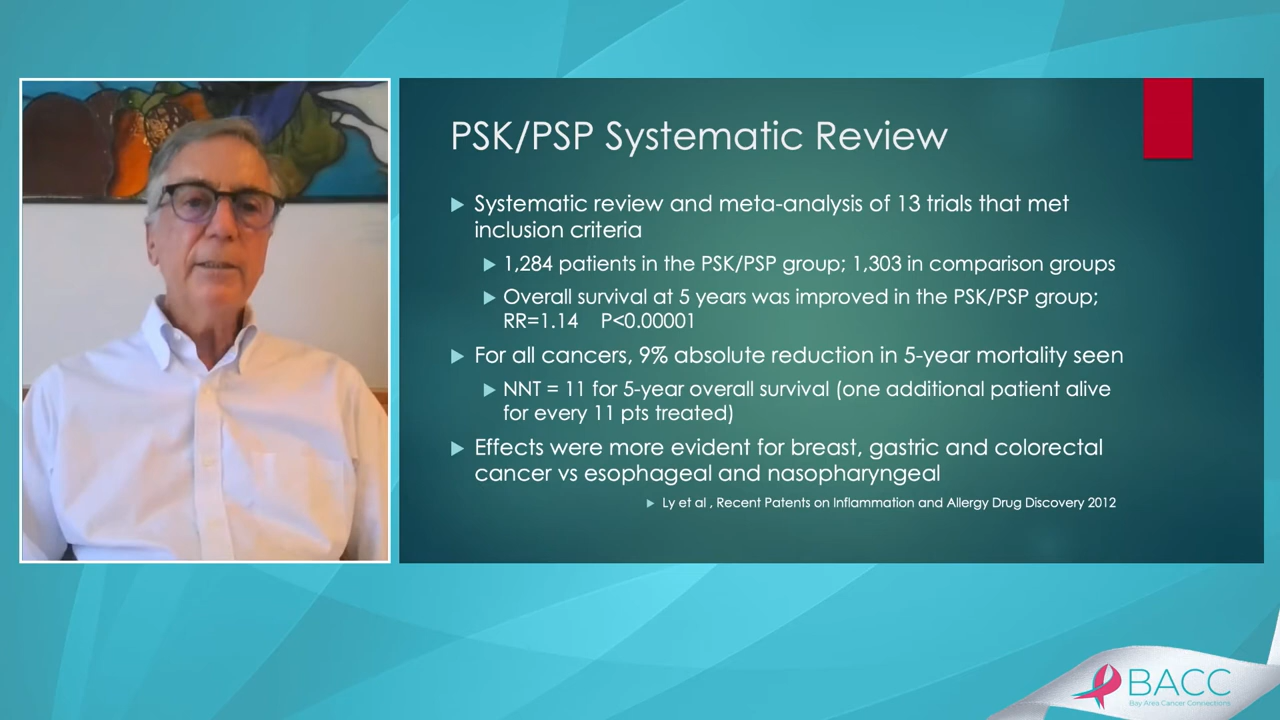 PSK/PSP Systematic Review
Systematic review and meta-analysis of 13 trials that met
inclusion criteria
1,284 patients in the PSK/PSP group; 1,303 in comparison groups
Overall survival at 5 years was improved in the PSK/PSP group;
RR=1.14 P<0.00001
For all cancers, 9% absolute reduction in 5-year mortality seen
NNT = 11 for 5-year overall survival (one additional patient alive
for every 11 pts treated)
Effects were more evident for breast, gastric and colorectal
cancer vs esophageal and nasopharyngeal
Ly et al , Recent Patents on Inflammation and Allergy Drug Discovery 2012
BACC
Bay Area Cancer Connections